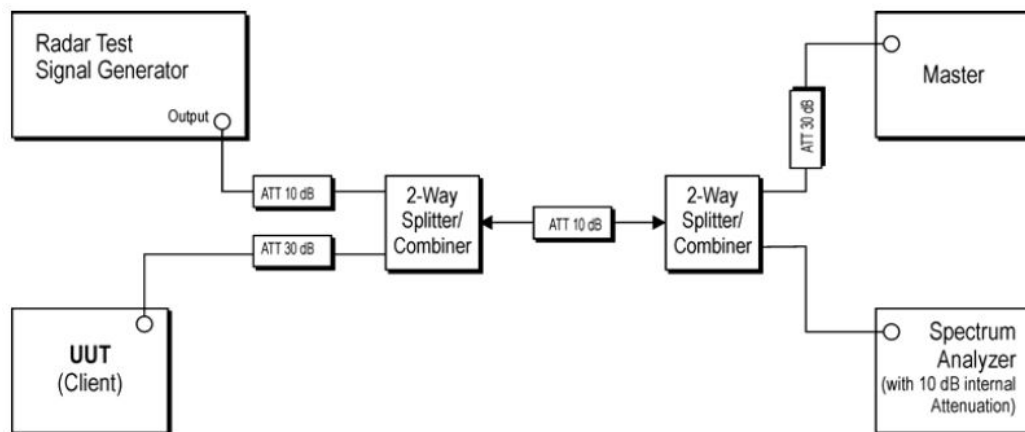 Radar Test
Signal Generator
Output
ATT 10 dB
ATT 30 dB
UUT
(Client)
2-Way
Splitter/
Combiner
ATT 10 dB
2-Way
Splitter/
Combiner
ATT 30 dB
Master
Spectrum
Analyzer
(with 10 dB internal
Attenuation)